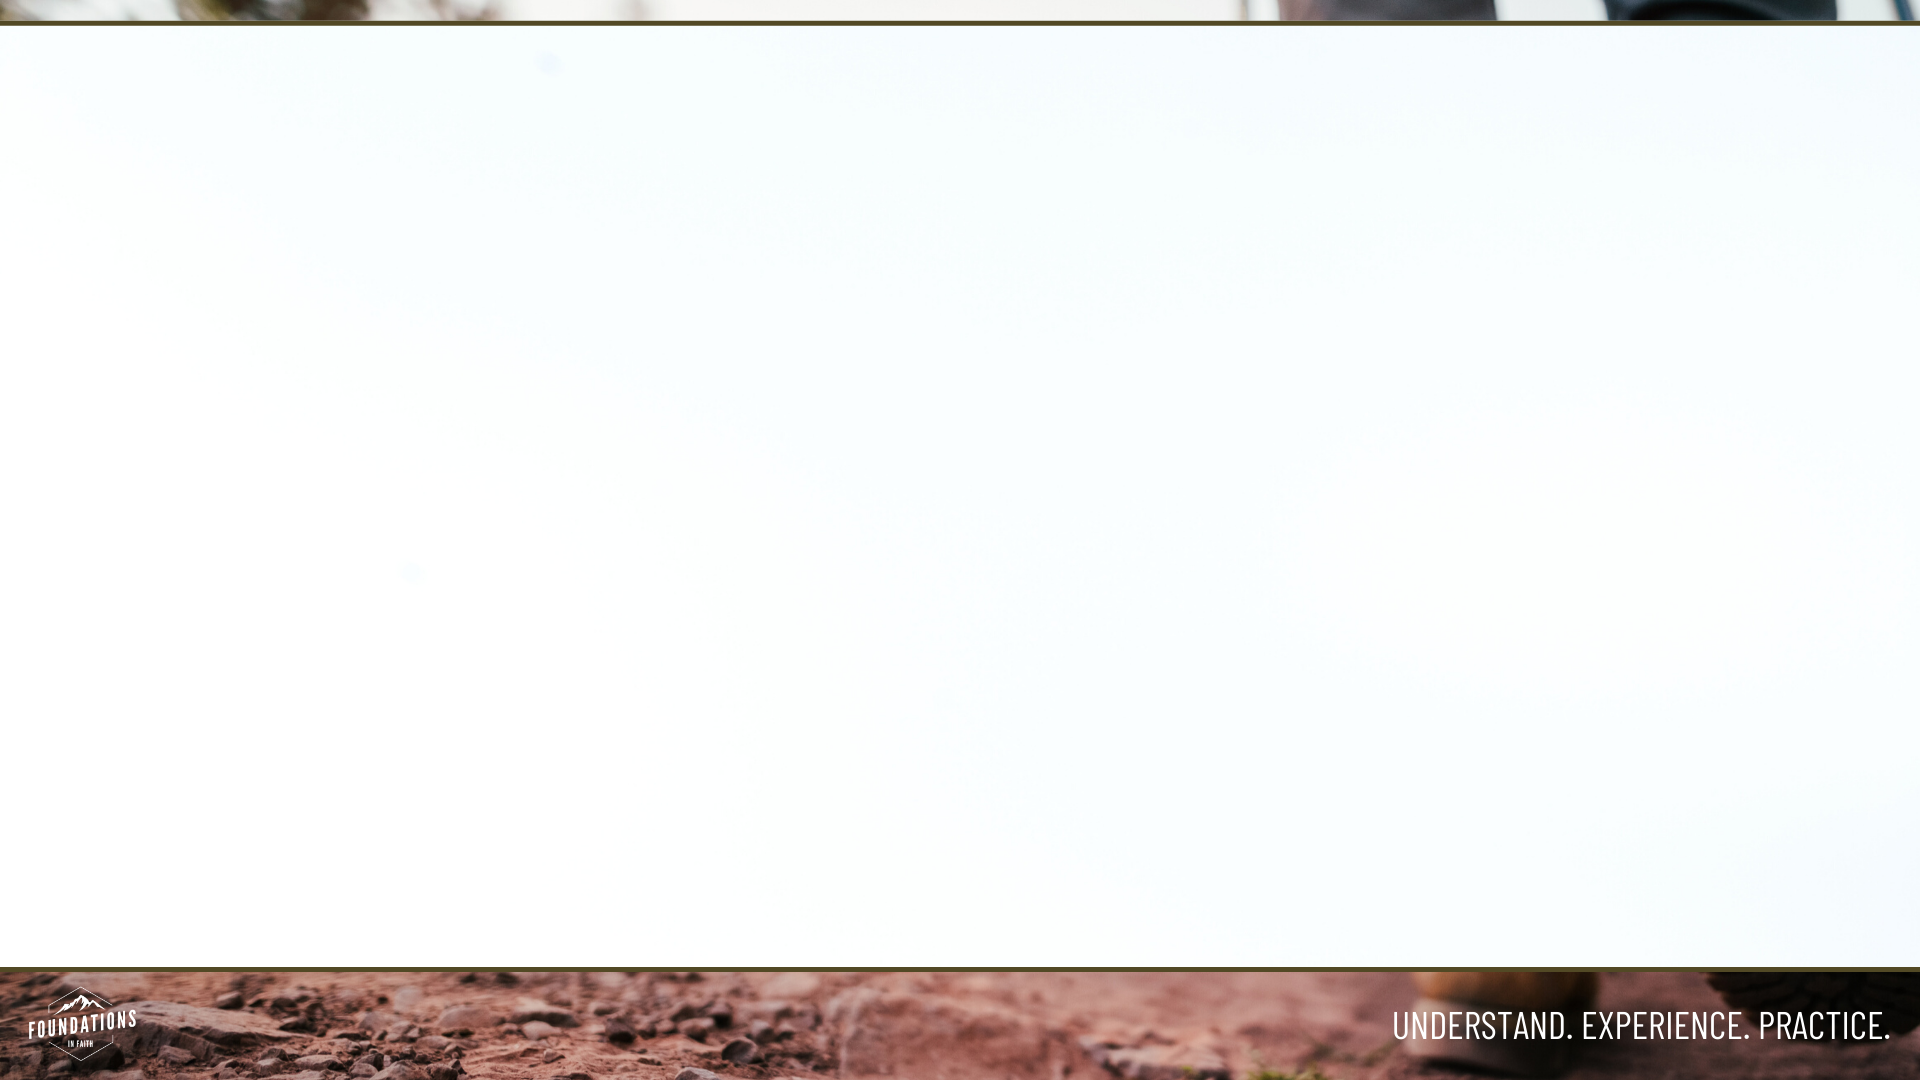 FOUNDATIONS
IN FAITH
UNDERSTAND. EXPERIENCE. PRACTICE.